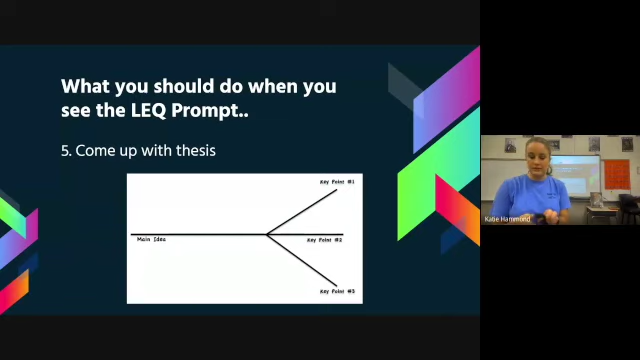 What you should do when you
see the LEQ Prompt..
5. Come up with thesis
Key Point #1
Main Idea
Key Point #2
Key Point #3
Katie Hammond